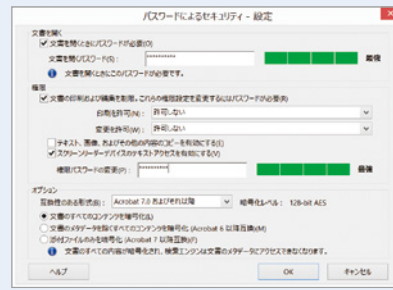 パスワードによるセキュリティ - 設定
文書を開く
文書を開くときにパスワードが必要(O)
文書を開くパスワード(S): ********** 最強
文書を開くときにこのパスワードが必要です。
権限
文書の印刷および編集を制限。これらの権限設定を変更するにはパスワードが必要(R)
印刷を許可(N): 許可しない
変更を許可(W): 許可しない
テキスト、画像、およびその他の内容のコピーを有効にする(E)
スクリーンリーダーデバイスのテキストアクセスを有効にする(V)
権限パスワードの変更(P): ********** 最強
オプション
互換性のある形式(B): Acrobat 7.0 およびそれ以降 暗号化レベル: 128-bit AES
文書のすべてのコンテンツを暗号化(L)
文書のメタデータを除くすべてのコンテンツを暗号化 (Acrobat 6 以降互換)(M)
添付ファイルのみを暗号化 (Acrobat 7 以降互換)(F)
文書のすべての内容が暗号化され、検索エンジンは文書のメタデータにアクセスできなくなります。
ヘルプ OK キャンセル